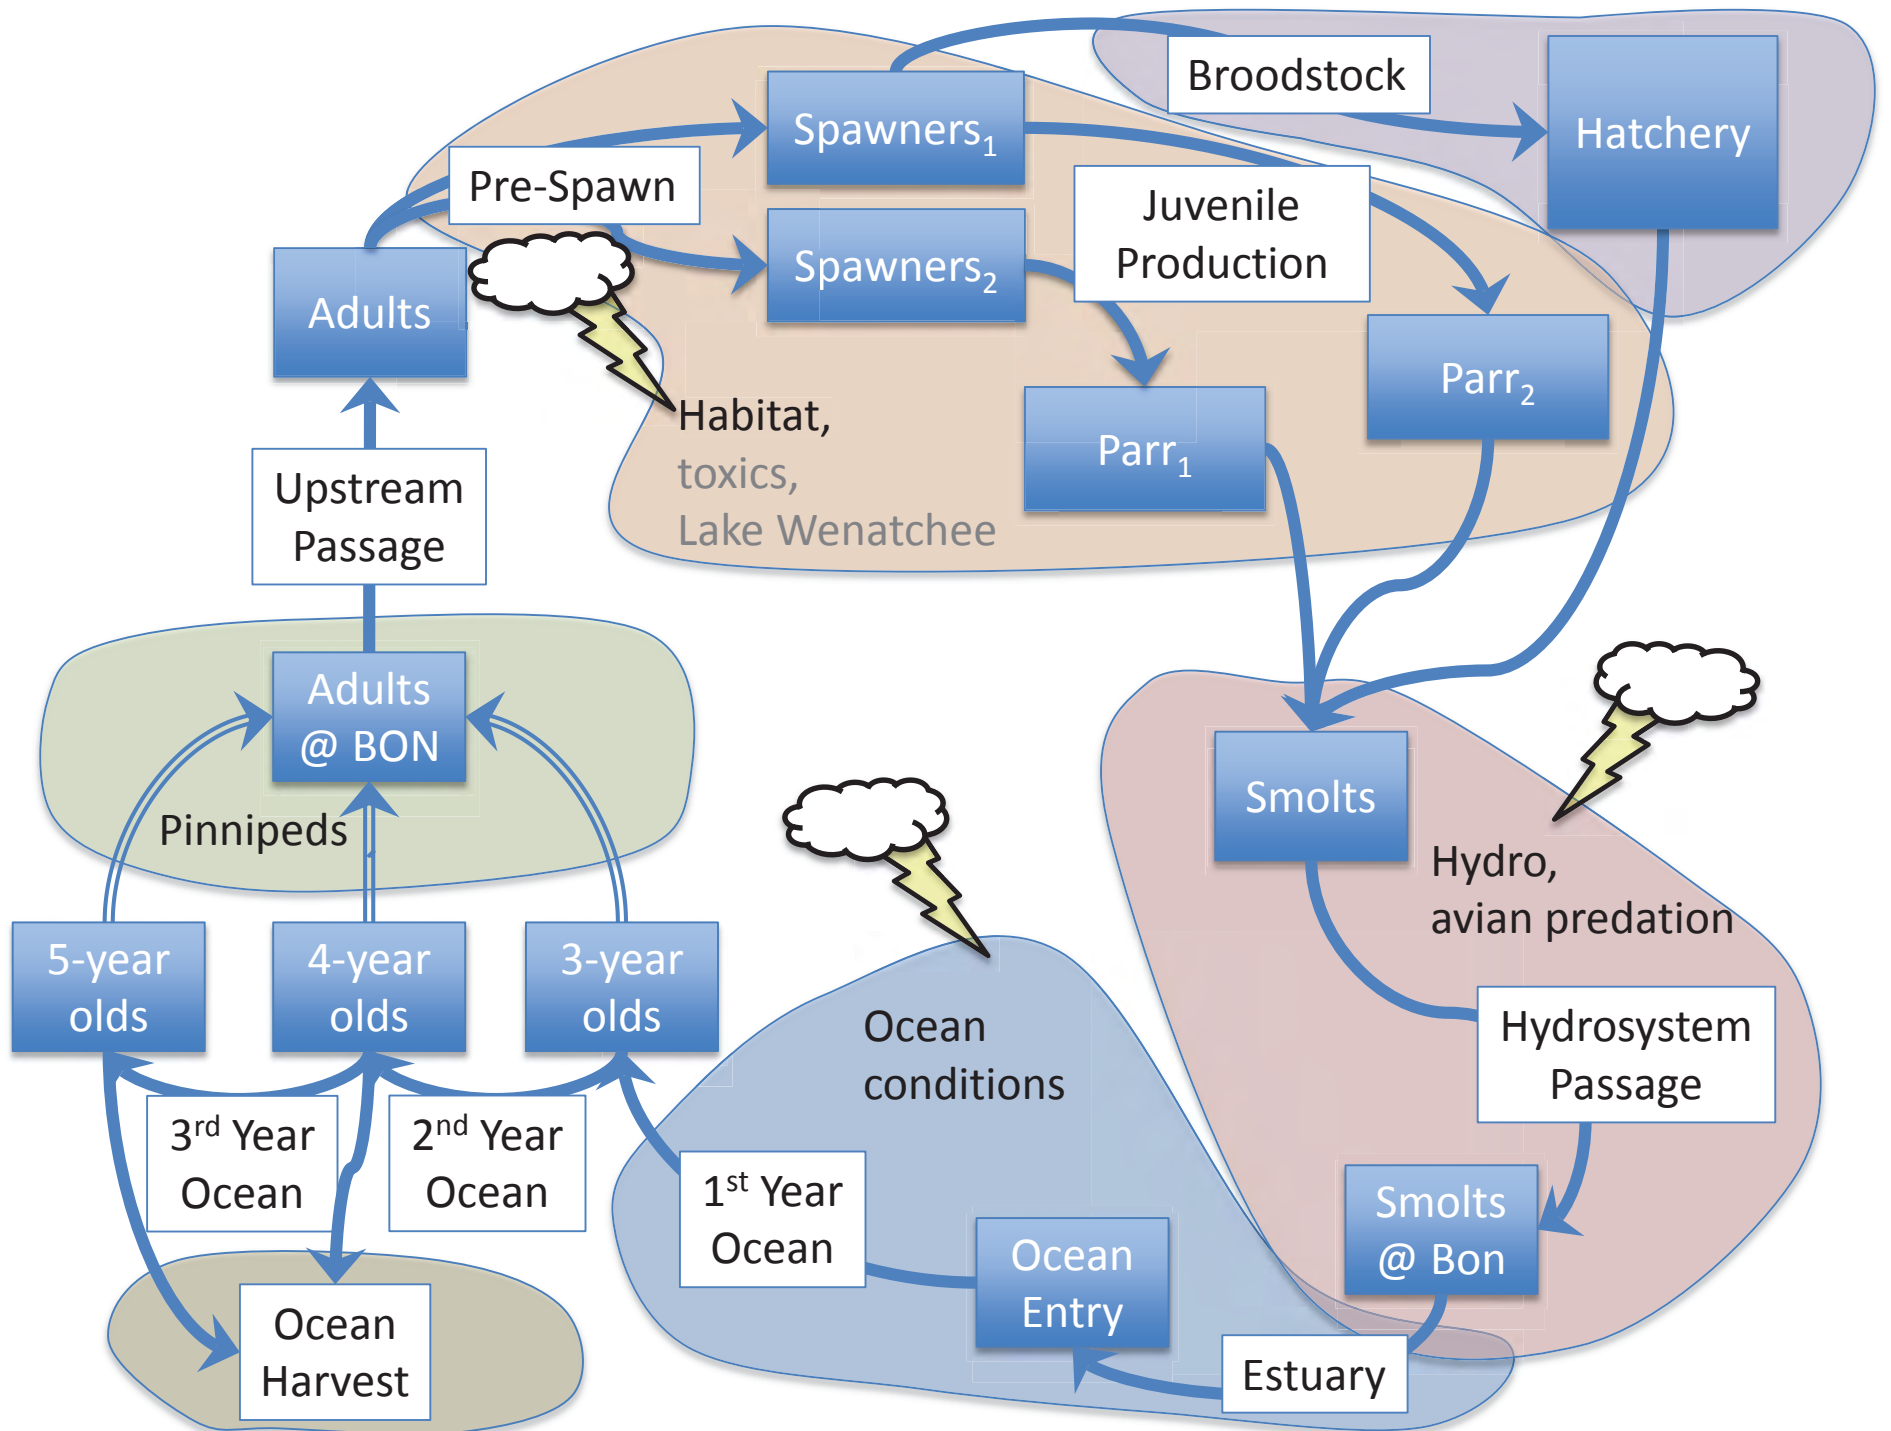 Broodstock
Hatchery
Spawners1
Pre-Spawn
Juvenile
Production
Spawners2
Adults
Parr2
Habitat,
toxics,
Lake Wenatchee
Parr1
Upstream
Passage
Adults
@ BON
Pinnipeds
Smolts
Hydro,
avian predation
5-year
olds
4-year
olds
3-year
olds
Ocean
conditions
Hydrosystem
Passage
3rd Year
Ocean
2nd Year
Ocean
1st Year
Ocean
Smolts
@ Bon
Ocean
Entry
Ocean
Harvest
Estuary